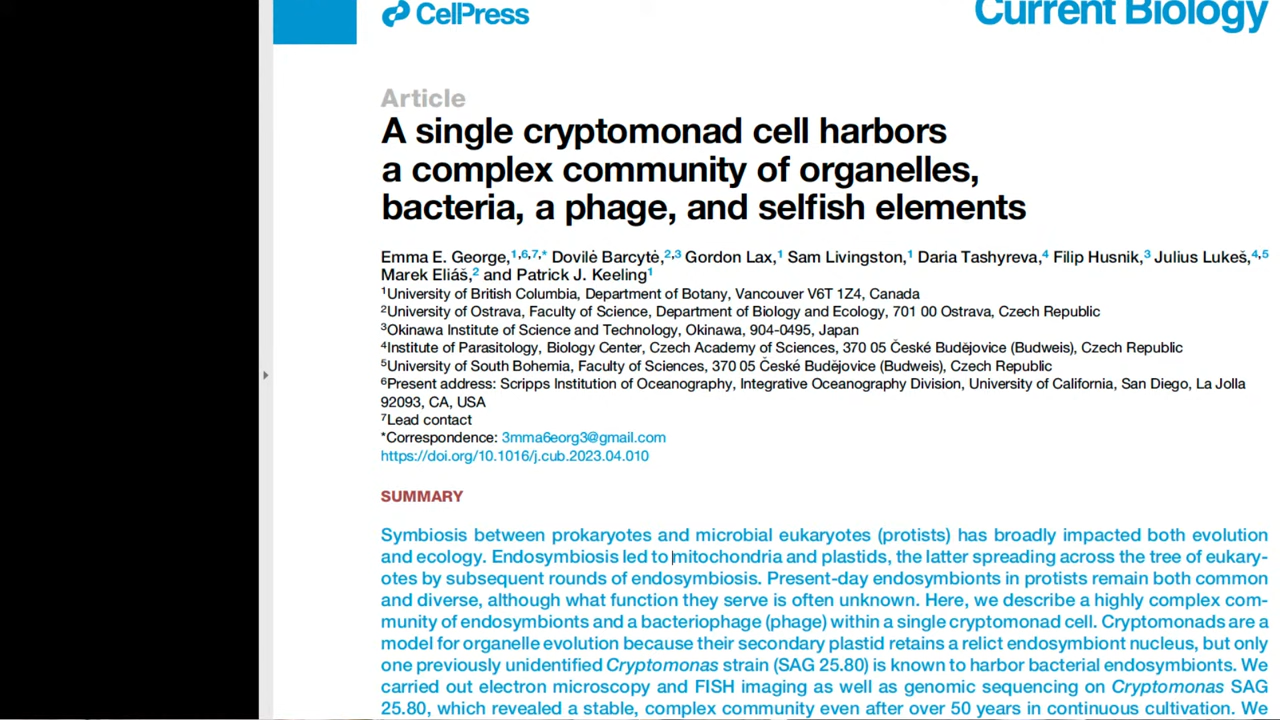 CellPress
Current Biology
Article
A single cryptomonad cell harbors
a complex community of organelles,
bacteria, a phage, and selfish elements
Emma E. George,1,6,7,* Dovilė Barcytė,2,3 Gordon Lax,1 Sam Livingston,1 Daria Tashyreva,4 Filip Husnik,3 Julius Lukeš,4,5
Marek Eliáš,2 and Patrick J. Keeling1
1University of British Columbia, Department of Botany, Vancouver V6T 1Z4, Canada
2University of Ostrava, Faculty of Science, Department of Biology and Ecology, 701 00 Ostrava, Czech Republic
3Okinawa Institute of Science and Technology, Okinawa, 904-0495, Japan
4Institute of Parasitology, Biology Center, Czech Academy of Sciences, 370 05 České Budějovice (Budweis), Czech Republic
5University of South Bohemia, Faculty of Sciences, 370 05 České Budějovice (Budweis), Czech Republic
6Present address: Scripps Institution of Oceanography, Integrative Oceanography Division, University of California, San Diego, La Jolla
92093, CA, USA
7Lead contact
*Correspondence: 3mma6eorg3@gmail.com
https://doi.org/10.1016/j.cub.2023.04.010
SUMMARY
Symbiosis between prokaryotes and microbial eukaryotes (protists) has broadly impacted both evolution
and ecology. Endosymbiosis led to mitochondria and plastids, the latter spreading across the tree of eukary-
otes by subsequent rounds of endosymbiosis. Present-day endosymbionts in protists remain both common
and diverse, although what function they serve is often unknown. Here, we describe a highly complex com-
munity of endosymbionts and a bacteriophage (phage) within a single cryptomonad cell. Cryptomonads are a
model for organelle evolution because their secondary plastid retains a relict endosymbiont nucleus, but only
one previously unidentified Cryptomonas strain (SAG 25.80) is known to harbor bacterial endosymbionts. We
carried out electron microscopy and FISH imaging as well as genomic sequencing on Cryptomonas SAG
25.80, which revealed a stable, complex community even after over 50 years in continuous cultivation. We